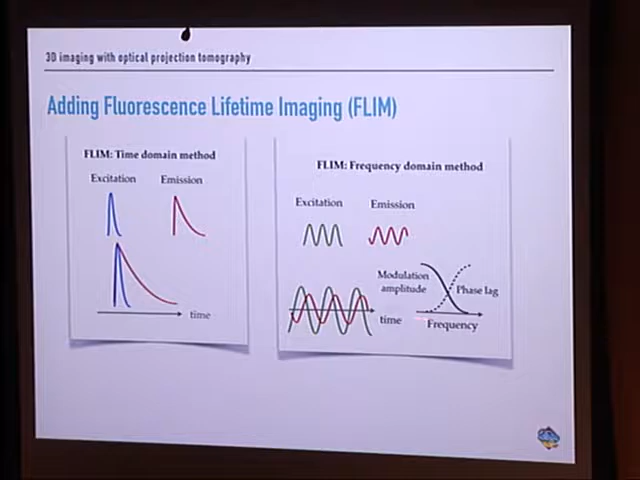 3D imaging with optical projection tomography
Adding Fluorescence Lifetime Imaging (FLIM)
FLIM: Time domain method
Excitation Emission
time
FLIM: Frequency domain method
Excitation Emission
Modulation
amplitude
Phase lag
time
Frequency